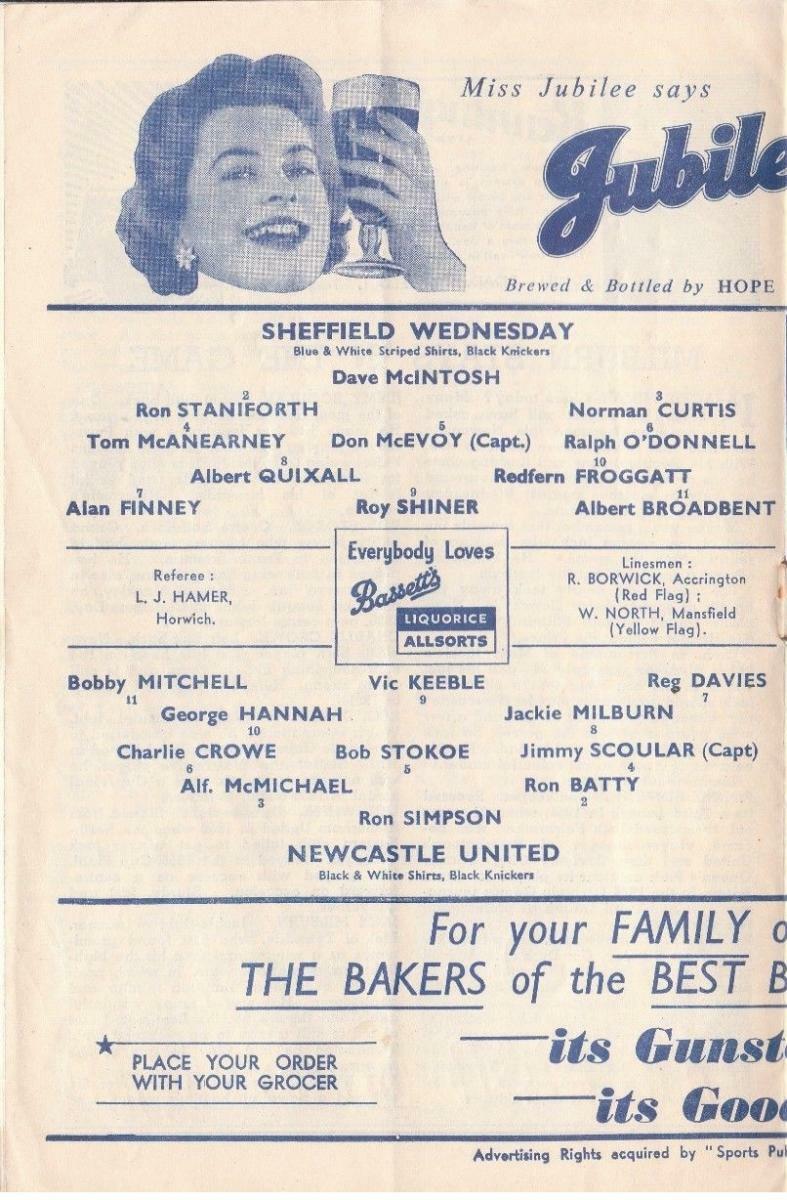 Miss Jubilee says
Jubile
Brewed & Bottled by HOPE
SHEFFIELD WEDNESDAY
Blue & White Striped Shirts, Black Knickers
Dave McINTOSH
2 3
Ron STANIFORTH Norman CURTIS
4 5 6
Tom McANEARNEY Don McEVOY (Capt.) Ralph O'DONNELL
8 10
Albert QUIXALL Redfern FROGGATT
7 9 11
Alan FINNEY Roy SHINER Albert BROADBENT
Referee :
L. J. HAMER,
Horwich.
Everybody Loves
Bassett's
LIQUORICE
ALLSORTS
Linesmen :
R. BORWICK, Accrington
(Red Flag) ;
W. NORTH, Mansfield
(Yellow Flag).
Bobby MITCHELL Vic KEEBLE Reg DAVIES
11 9 7
George HANNAH Jackie MILBURN
10 8
Charlie CROWE Bob STOKOE Jimmy SCOULAR (Capt)
6 5 4
Alf. McMICHAEL Ron BATTY
3 2
Ron SIMPSON
NEWCASTLE UNITED
Black & White Shirts, Black Knickers
For your FAMILY o
THE BAKERS of the BEST B
—its Gunst
—its Goo
PLACE YOUR ORDER
WITH YOUR GROCER
Advertising Rights acquired by "Sports Pu